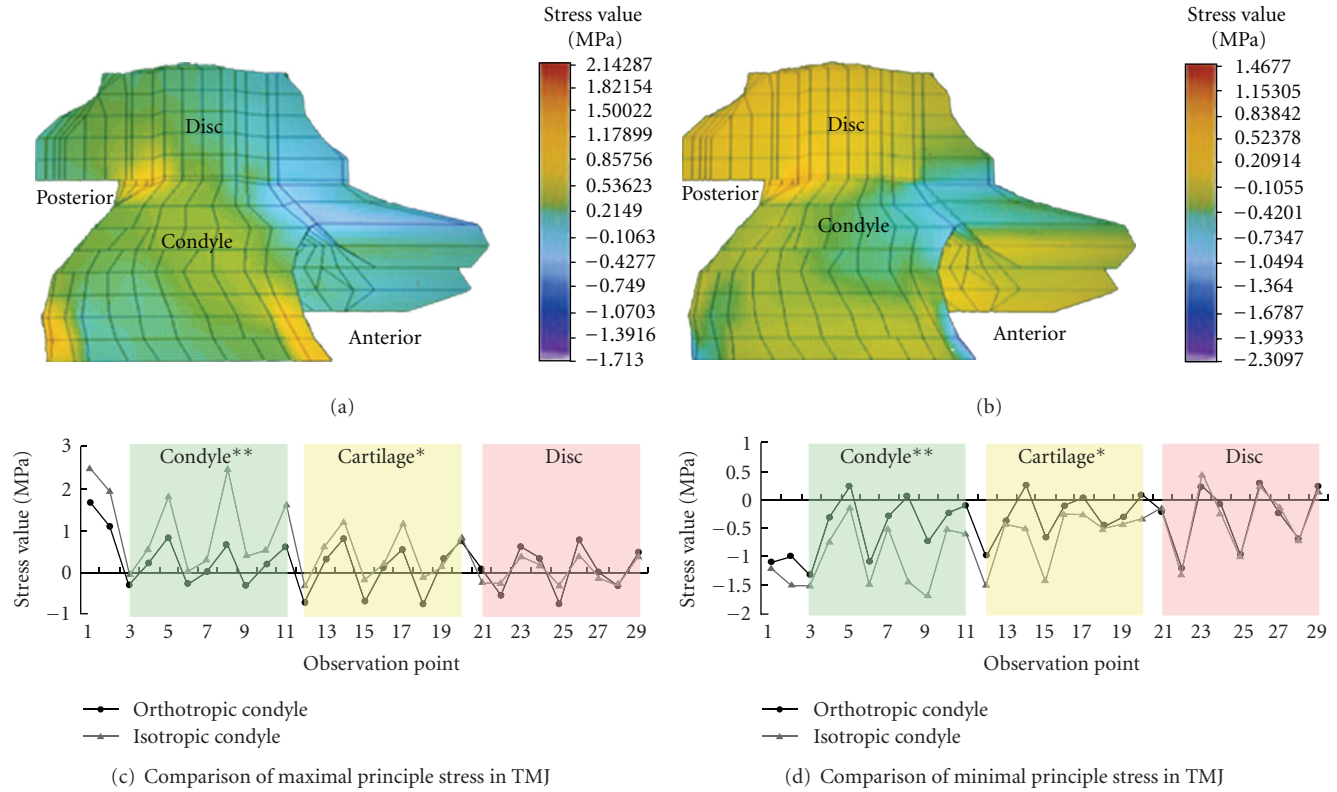 Stress value
(MPa)
2.14287
1.82154
1.50022
1.17899
0.85756
0.53623
0.2149
−0.1063
−0.4277
−0.749
−1.0703
−1.3916
−1.713
Disc
Posterior
Condyle
Anterior
(a)
Stress value
(MPa)
1.4677
1.15305
0.83842
0.52378
0.20914
−0.1055
−0.4201
−0.7347
−1.0494
−1.364
−1.6787
−1.9933
−2.3097
Disc
Posterior
Condyle
Anterior
(b)
Stress value (MPa)
3
2
1
0
−1
Condyle**
Cartilage*
Disc
1 3 5 7 9 11 13 15 17 19 21 23 25 27 29
Observation point
Orthotropic condyle
Isotropic condyle
(c) Comparison of maximal principle stress in TMJ
Stress value (MPa)
1
0.5
0
−0.5
−1
−1.5
−2
Condyle**
Cartilage*
Disc
1 3 5 7 9 11 13 15 17 19 21 23 25 27 29
Observation point
Orthotropic condyle
Isotropic condyle
(d) Comparison of minimal principle stress in TMJ